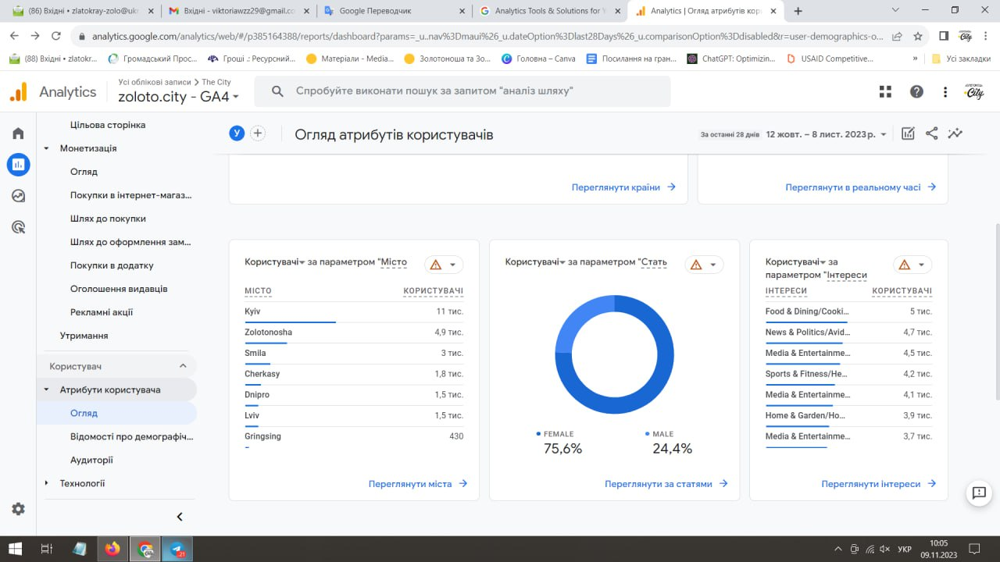 (86) Вхідні • zlatokray-zolo@ukr
Вхідні - viktoriawzz29@gmail.co
Google Переводчик
Analytics Tools & Solutions for Y
Analytics | Огляд атрибутів кори
analytics.google.com/analytics/web/#/p385164388/reports/dashboard?params=_u..nav%3Dmaui%26_u.dateOption%3Dlast28Days%26_u.comparisonOption%3Ddisabled&r=user-demographics-o...
(88) Вхідні • zlatokr...
Громадський Прос...
Гроші .: Ресурсний...
Матеріали - Media...
Золотоноша та Зо...
Головна – Canva
Посилання на гран...
ChatGPT: Optimizin...
USAID Competitive...
»
Усі закладки
Analytics
Усі облікові записи > The City
zoloto.city - GA4
Спробуйте виконати пошук за запитом "аналіз шляху"
City
Цільова сторінка
Монетизація
Огляд
Покупки в інтернет-магаз...
Шлях до покупки
Шлях до оформлення зам...
Покупки в додатку
Оголошення видавців
Рекламні акції
Утримання
Користувач
Атрибути користувача
Огляд
Відомості про демографіч...
Аудиторії
Технології
У
Огляд атрибутів користувачів
За останні 28 днів
12 жовт. – 8 лист. 2023 р.
Переглянути країни
Переглянути в реальному часі
Користувачі за параметром "Місто
МІСТО КОРИСТУВАЧІ
Kyiv 11 тис.
Zolotonosha 4,9 тис.
Smila 3 тис.
Cherkasy 1,8 тис.
Dnipro 1,5 тис.
Lviv 1,5 тис.
Gringsing 430
Переглянути міста
Користувачі за параметром "Стать
FEMALE
75,6%
MALE
24,4%
Переглянути за статями
Користувачі за
параметром "Інтереси
ІНТЕРЕСИ КОРИСТУВАЧІ
Food & Dining/Cooki... 5 тис.
News & Politics/Avid... 4,7 тис.
Media & Entertainme... 4,5 тис.
Sports & Fitness/He... 4,2 тис.
Media & Entertainme... 4,1 тис.
Home & Garden/Ho... 3,9 тис.
Media & Entertainme... 3,7 тис.
Переглянути інтереси
21
УКР
10:05
09.11.2023